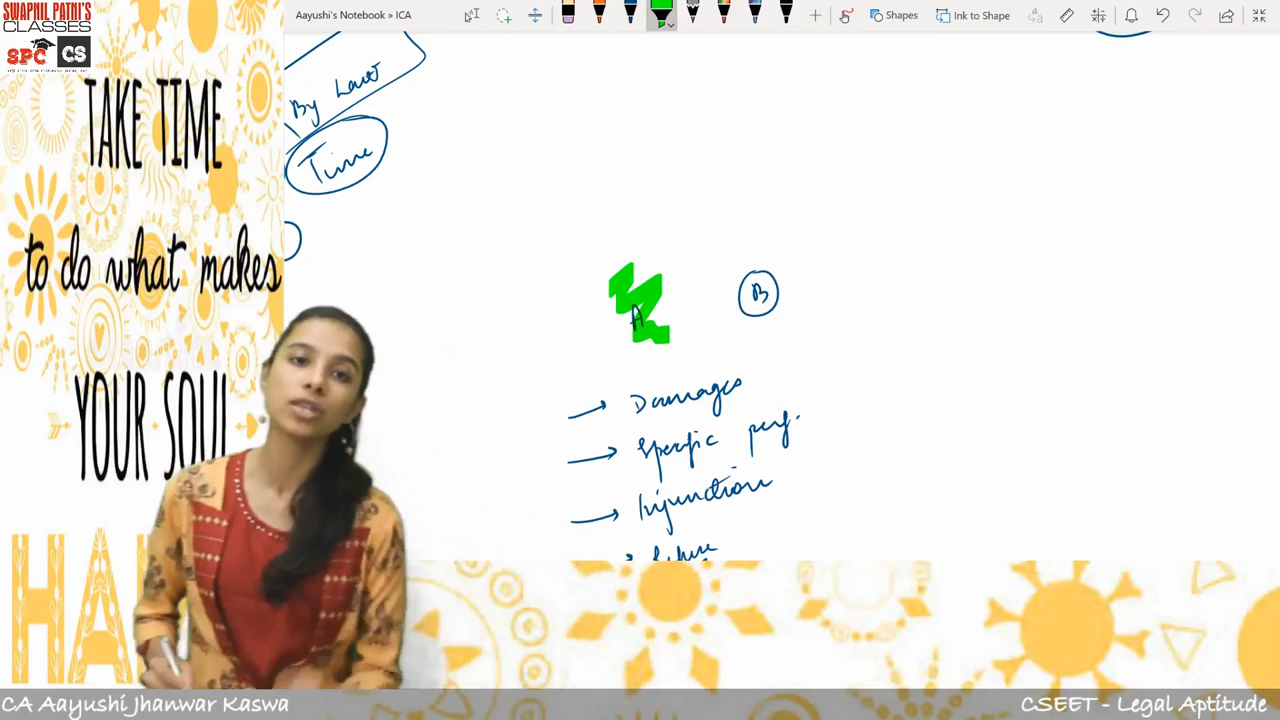 SWAPNIL PATNI'S
CLASSES
SPC CS
Aayushi's Notebook » ICA
Shapes
Ink to Shape
By Law
Time
TAKE TIME
to do what makes
YOUR SOUL
HA
A
B
→ Damages
→ Specific perf.
→ Injunction
CA Aayushi Jhanwar Kaswa
CSEET - Legal Aptitude